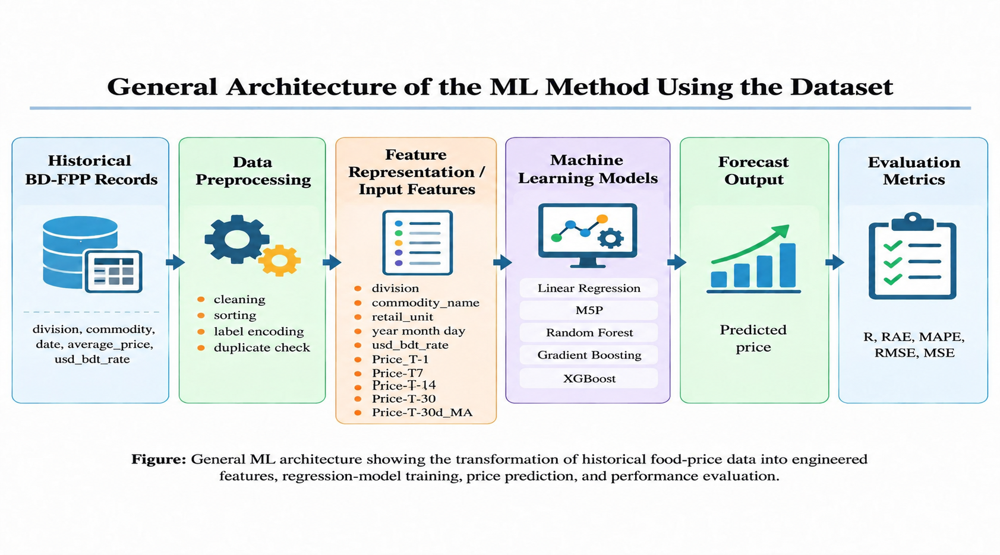 General Architecture of the ML Method Using the Dataset
Historical
BD-FPP Records
division, commodity,
date, average_price,
usd_bdt_rate
Data
Preprocessing
cleaning
sorting
label encoding
duplicate check
Feature
Representation /
Input Features
division
commodity_name
retail_unit
year month day
usd_bdt_rate
Price_T-1
Price-T7
Price-T-14
Price-T-30
Price-T-30d_MA
Machine
Learning Models
Linear Regression
M5P
Random Forest
Gradient Boosting
XGBoost
Forecast
Output
Predicted
price
Evaluation
Metrics
R, RAE, MAPE,
RMSE, MSE
Figure: General ML architecture showing the transformation of historical food-price data into engineered
features, regression-model training, price prediction, and performance evaluation.